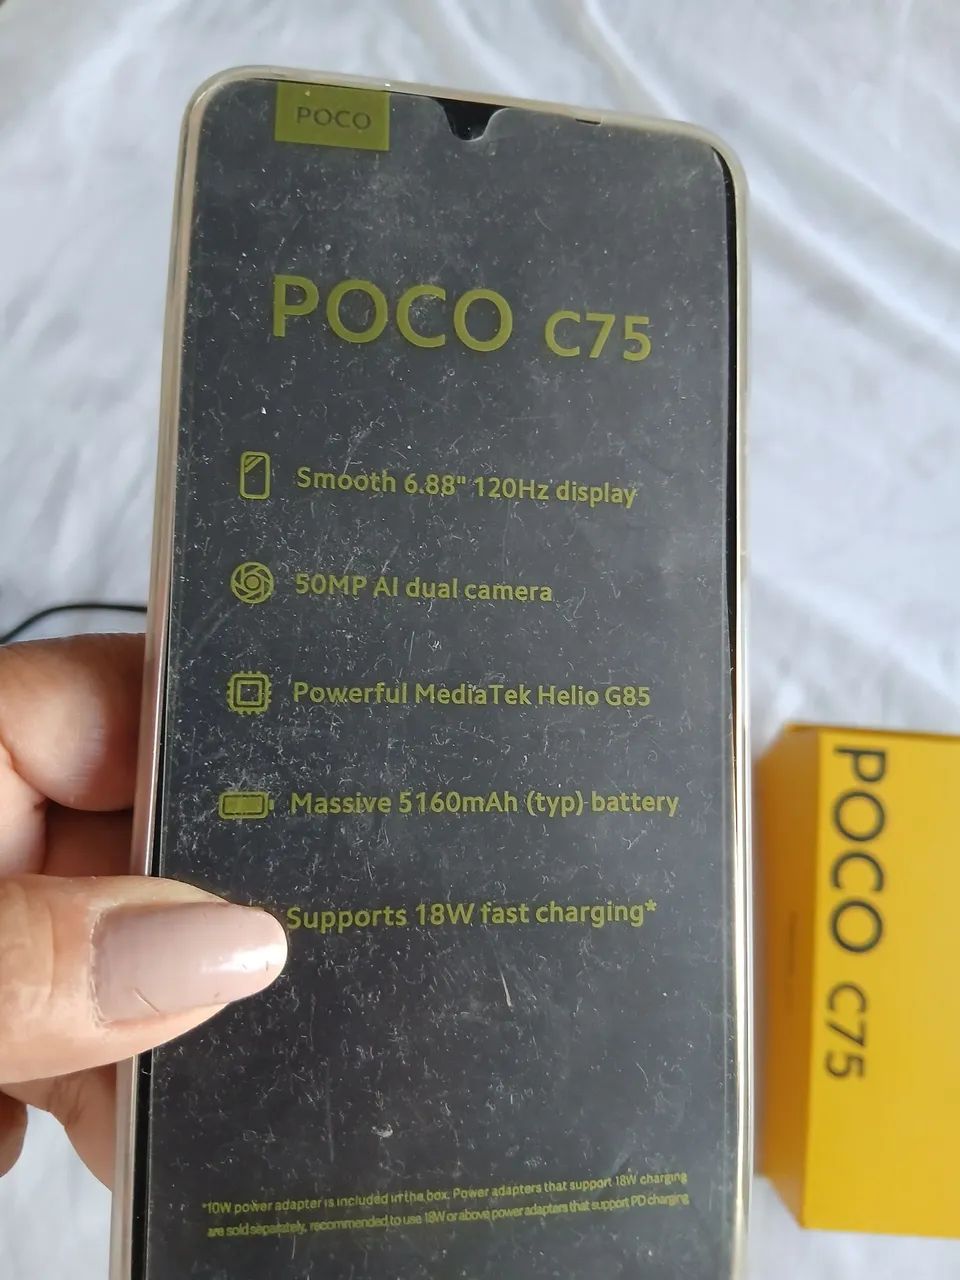 POCO
POCO C75
Smooth 6.88" 120Hz display
50MP AI dual camera
Powerful MediaTek Helio G85
Massive 5160mAh (typ) battery
Supports 18W fast charging*
*10W power adapter is included in the box. Power adapters that support 18W charging
are sold separately, recommended to use 18W or above power adapters that support PD charging
POCO C75